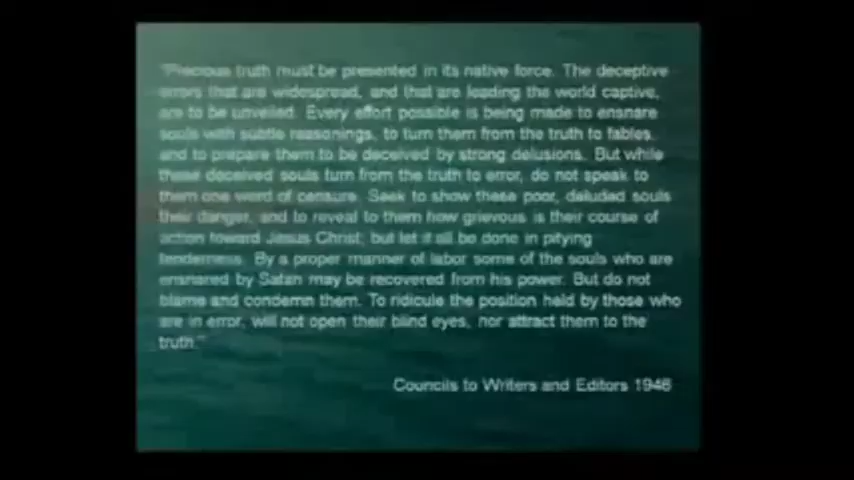 "Precious truth must be presented in its native force. The deceptive
errors that are widespread, and that are leading the world captive,
are to be unveiled. Every effort possible is being made to ensnare
souls with subtle reasonings, to turn them from the truth to fables,
and to prepare them to be deceived by strong delusions. But while
these deceived souls turn from the truth to error, do not speak to
them one word of censure. Seek to show these poor, deluded souls
their danger, and to reveal to them how grievous is their course of
action toward Jesus Christ; but let it all be done in pitying
tenderness. By a proper manner of labor some of the souls who are
ensnared by Satan may be recovered from his power. But do not
blame and condemn them. To ridicule the position held by those who
are in error, will not open their blind eyes, nor attract them to the
truth."
Councils to Writers and Editors 1946